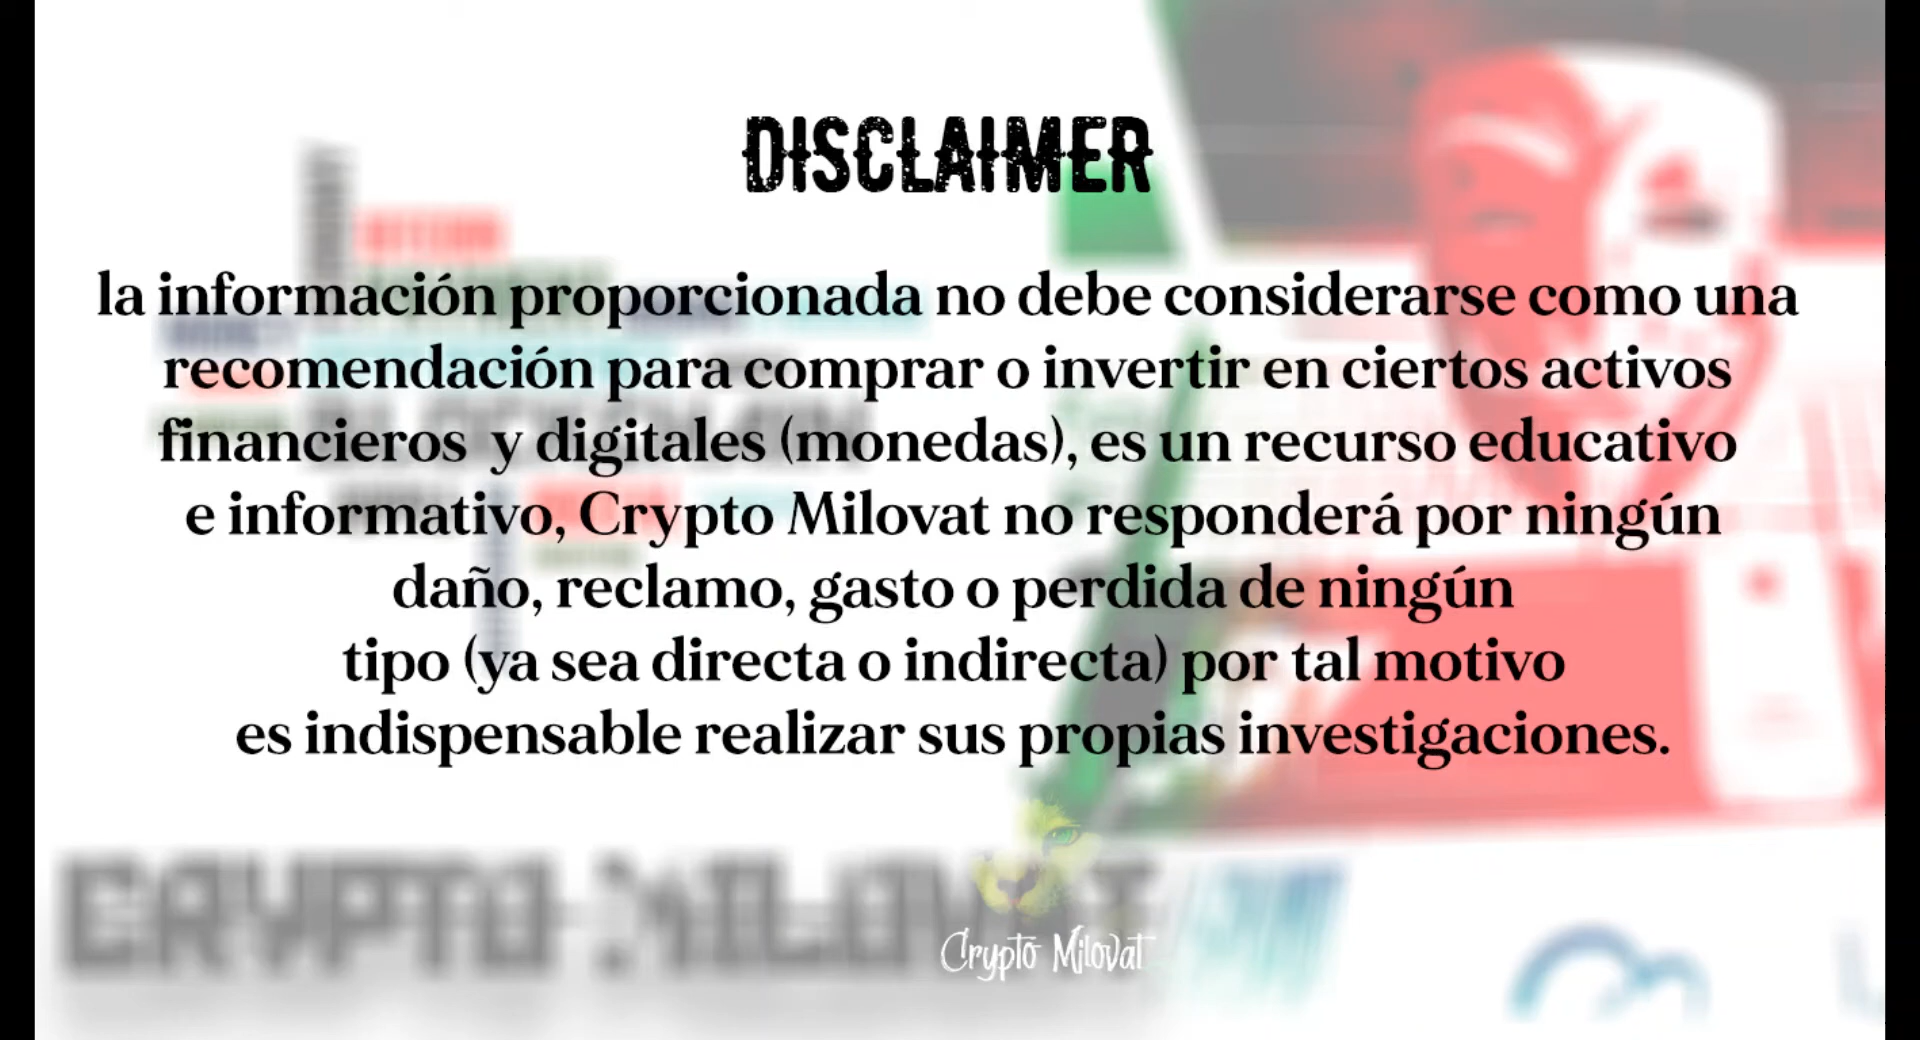 DISCLAIMER
la información proporcionada no debe considerarse como una
recomendación para comprar o invertir en ciertos activos
financieros y digitales (monedas), es un recurso educativo
e informativo, Crypto Milovat no responderá por ningún
daño, reclamo, gasto o perdida de ningún
tipo (ya sea directa o indirecta) por tal motivo
es indispensable realizar sus propias investigaciones.
CRYPTO MILOVAT
Crypto Milovat